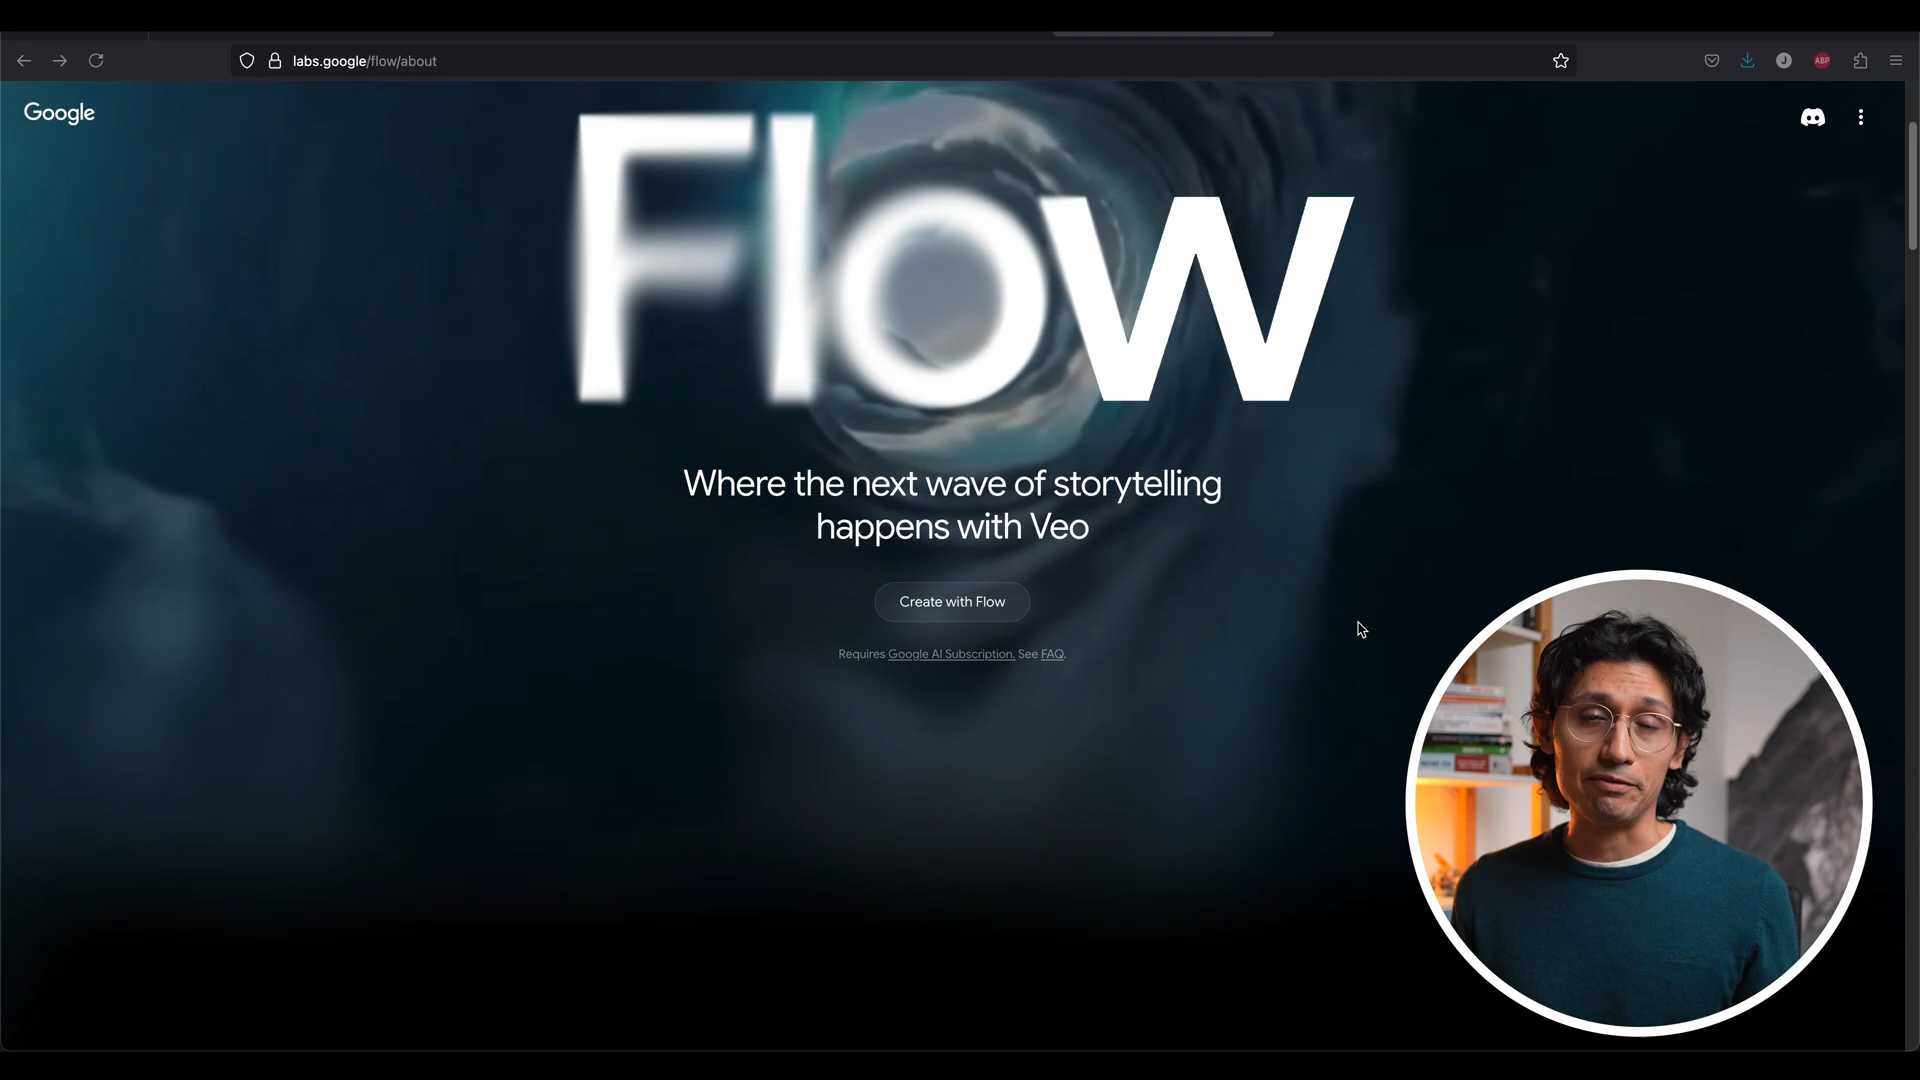 labs.google/flow/about
ABP
J
Google
Flow
Where the next wave of storytelling
happens with Veo
Create with Flow
Requires Google AI Subscription. See FAQ.